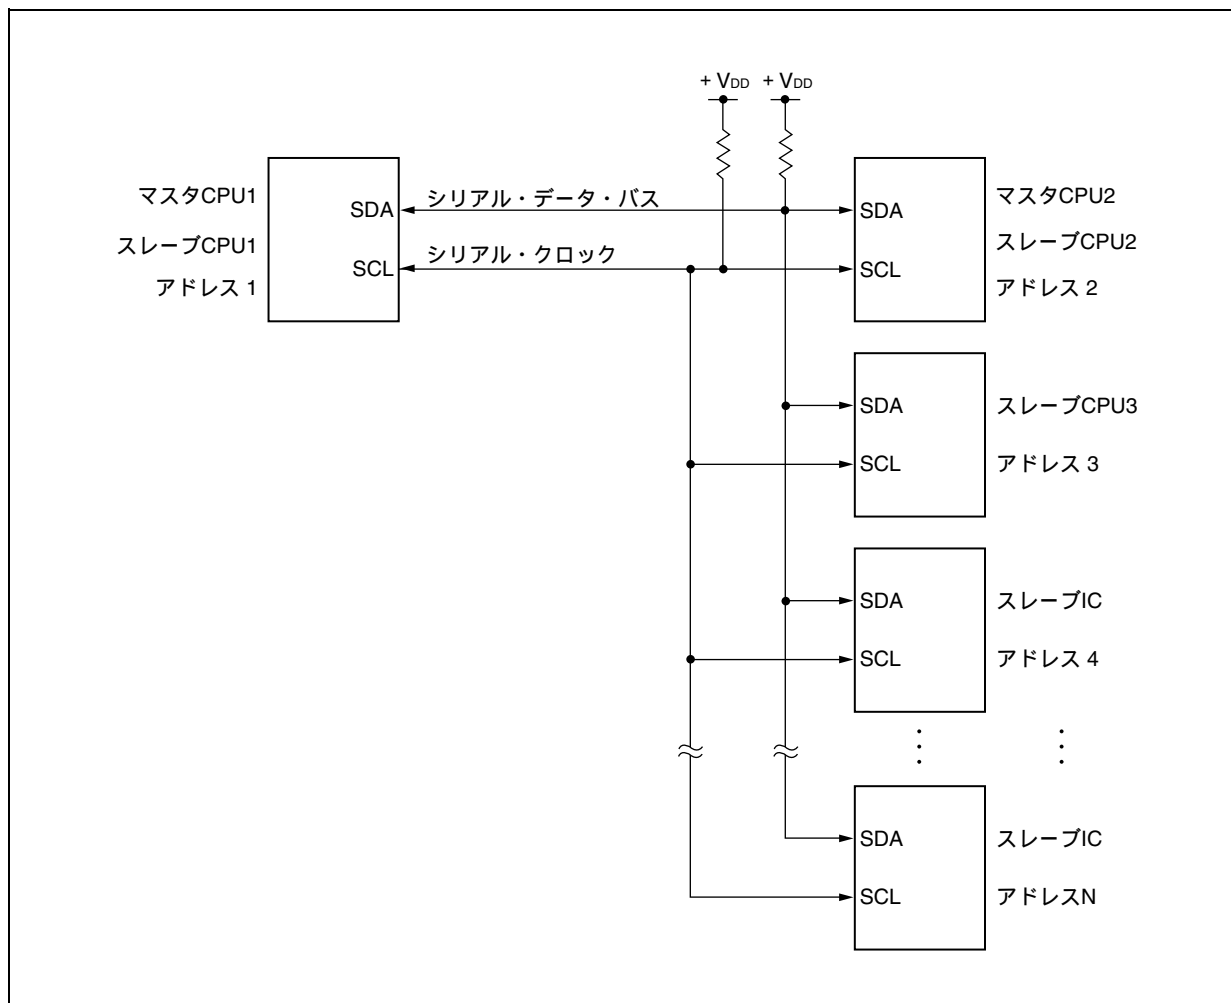 + VDD + VDD
マスタCPU1
スレーブCPU1
アドレス 1
SDA
SCL
シリアル・データ・バス
シリアル・クロック
SDA
SCL
マスタCPU2
スレーブCPU2
アドレス 2
SDA
SCL
スレーブCPU3
アドレス 3
SDA
SCL
スレーブIC
アドレス 4
SDA
SCL
スレーブIC
アドレスN